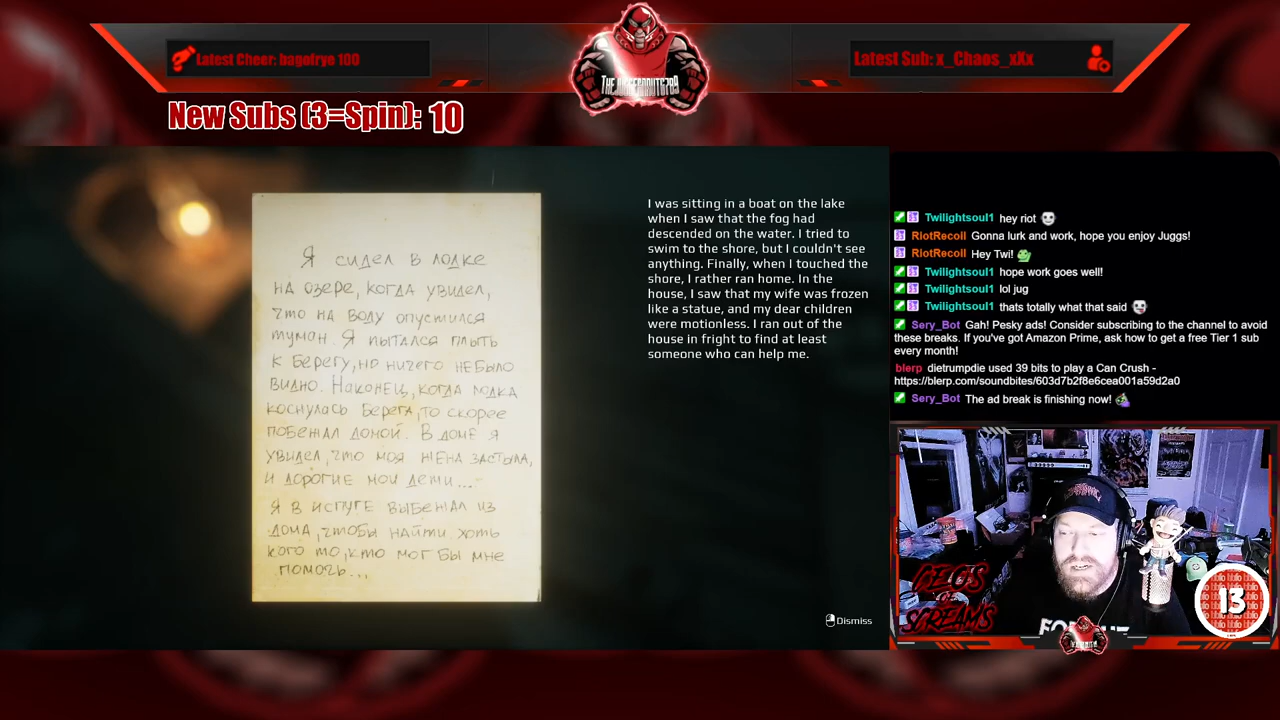 Latest Cheer: bagofrye 100
THEJUGGERNAUT6789
Latest Sub: x_Chaos_xXx
New Subs (3=Spin): 10
Я СИДЕЛ В ЛОДКЕ
НА ОЗЕРЕ, КОГДА УВИДЕЛ,
ЧТО НА ВОДУ ОПУСТИЛСЯ
ТУМАН. Я ПЫТАЛСЯ ПЛЫТЬ
К БЕРЕГУ, НО НИЧЕГО НЕ БЫЛО
ВИДНО. НАКОНЕЦ, КОГДА ЛОДКА
КОСНУЛАСЬ БЕРЕГА, ТО СКОРЕЕ
ПОБЕЖАЛ ДОМОЙ. В ДОМЕ Я
УВИДЕЛ, ЧТО МОЯ ЖЕНА ЗАСТЫЛА,
И ДОРОГИЕ МОИ ДЕТИ...
Я В ИСПУГЕ ВЫБЕЖАЛ ИЗ
ДОМА, ЧТОБЫ НАЙТИ ХОТЬ
КОГО ТО, КТО МОГ БЫ МНЕ
ПОМОЧЬ...
I was sitting in a boat on the lake
when I saw that the fog had
descended on the water. I tried to
swim to the shore, but I couldn't see
anything. Finally, when I touched the
shore, I rather ran home. In the
house, I saw that my wife was frozen
like a statue, and my dear children
were motionless. I ran out of the
house in fright to find at least
someone who can help me.
Dismiss
Twilightsoul1 hey riot
RiotRecoil Gonna lurk and work, hope you enjoy Juggs!
RiotRecoil Hey Twi!
Twilightsoul1 hope work goes well!
Twilightsoul1 lol jug
Twilightsoul1 thats totally what that said
Sery_Bot Gah! Pesky ads! Consider subscribing to the channel to avoid
these breaks. If you've got Amazon Prime, ask how to get a free Tier 1 sub
every month!
blerp dietrumpdie used 39 bits to play a Can Crush -
https://blerp.com/soundbites/603d7b2f8e6cea001a59d2a0
Sery_Bot The ad break is finishing now!
SCREAMS
13